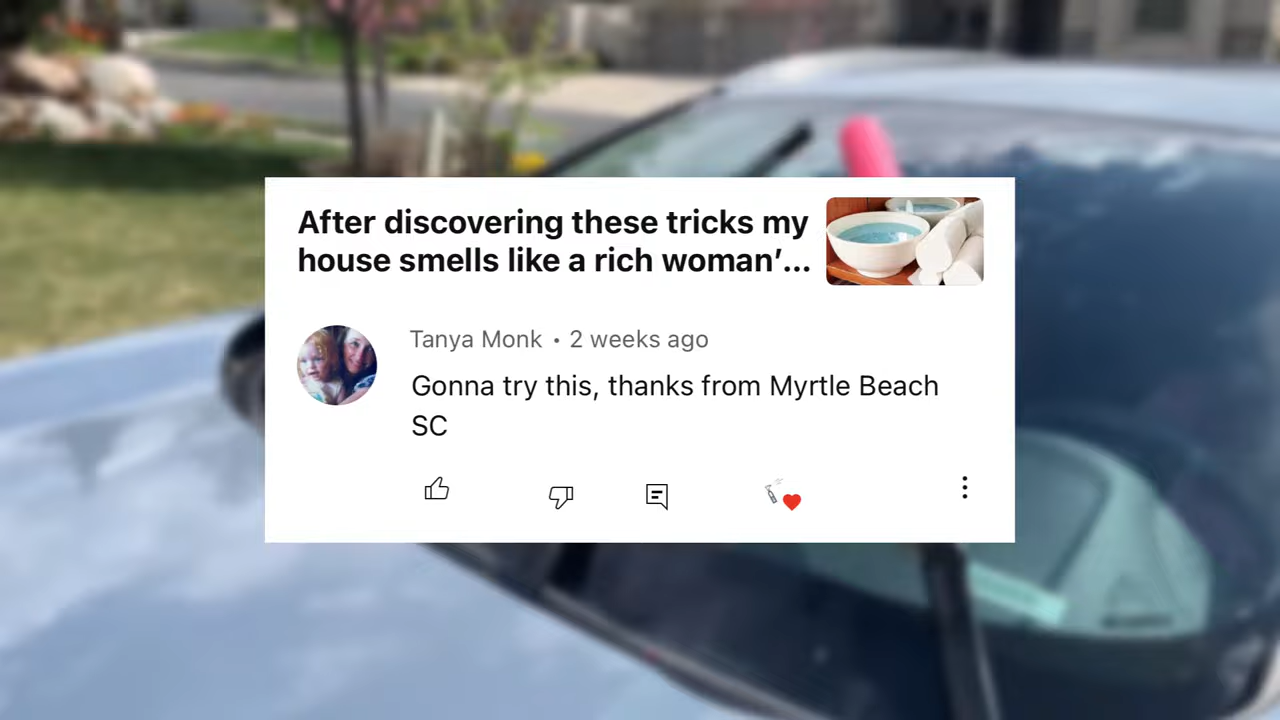 After discovering these tricks my
house smells like a rich woman’...
Tanya Monk • 2 weeks ago
Gonna try this, thanks from Myrtle Beach
SC